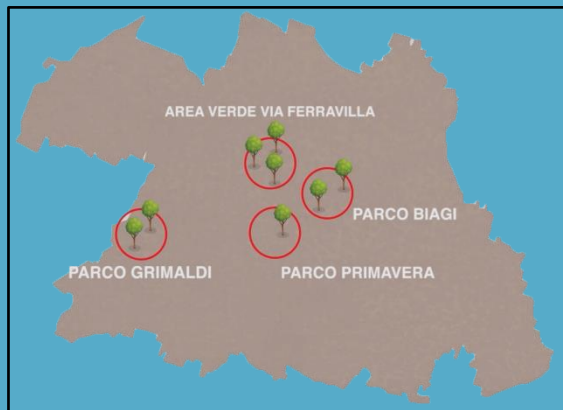 AREA VERDE VIA FERRAVILLA
PARCO BIAGI
PARCO GRIMALDI
PARCO PRIMAVERA